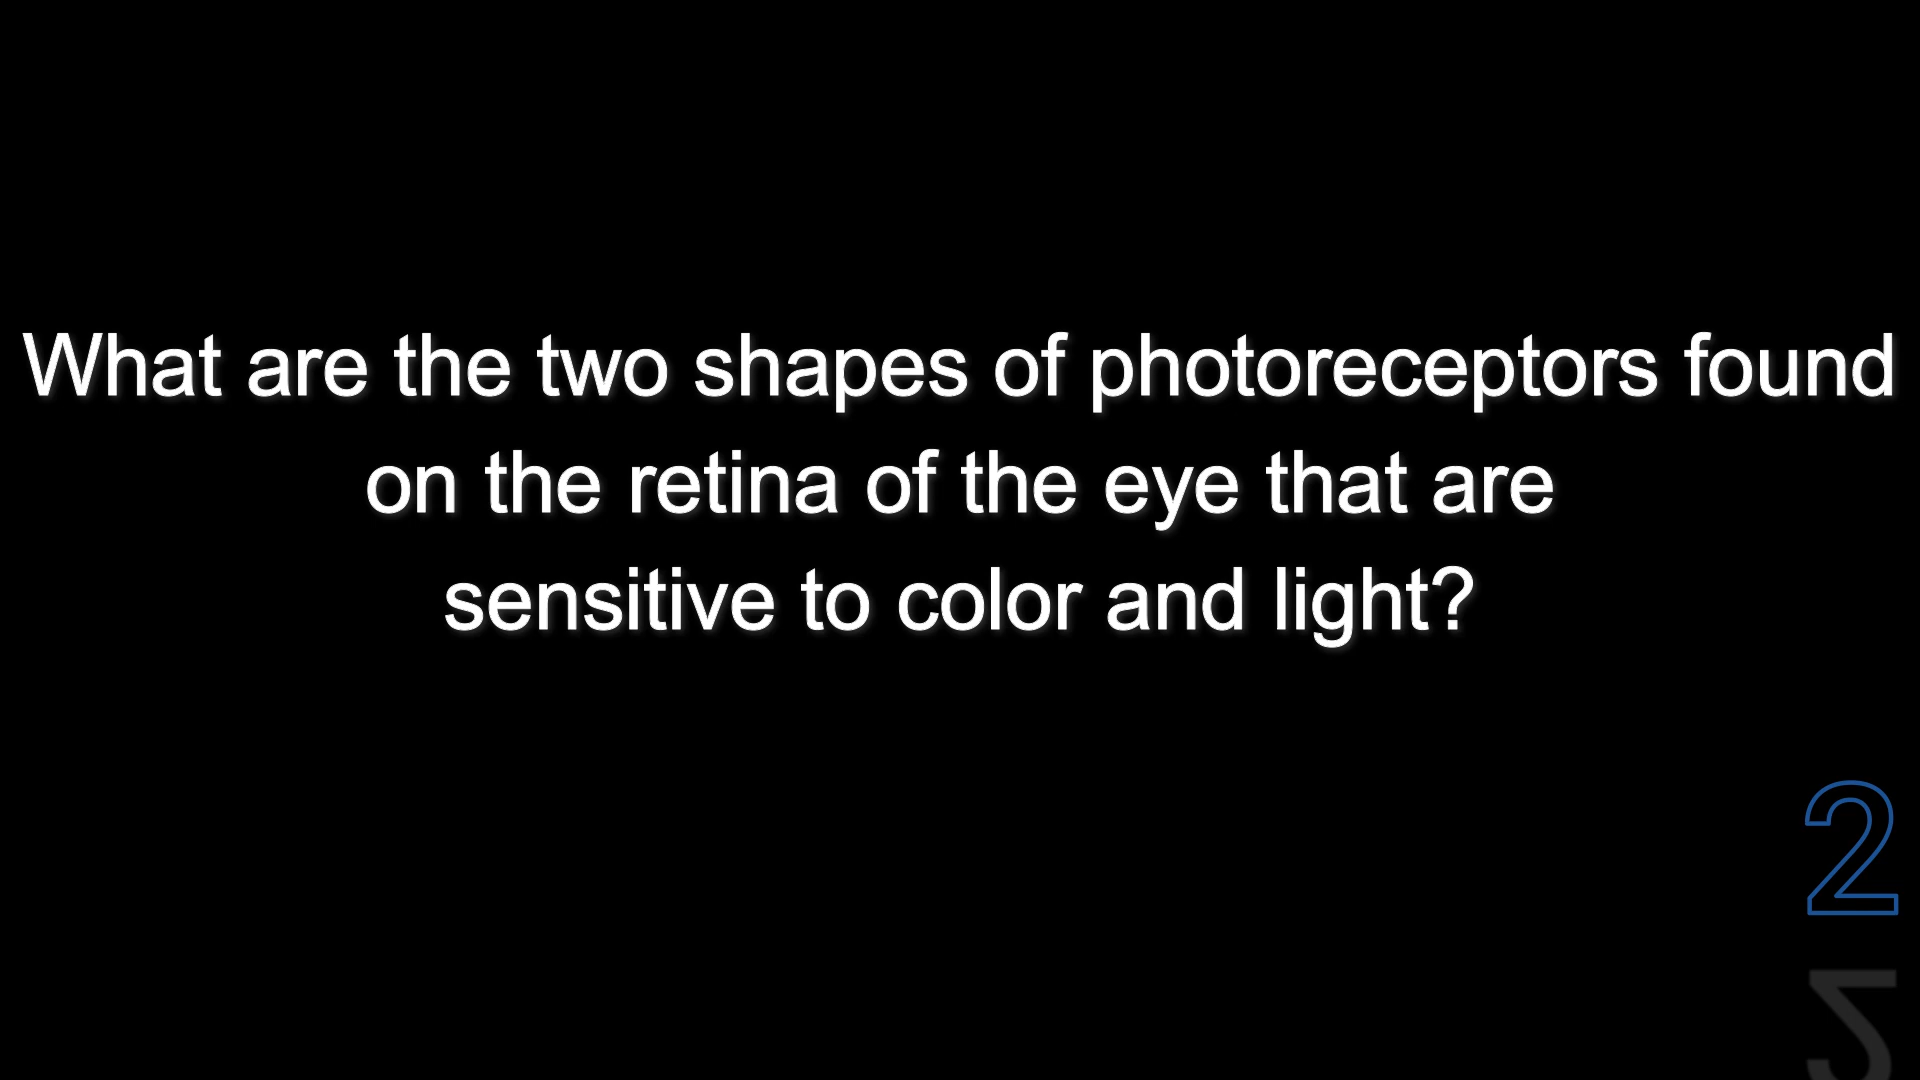 What are the two shapes of photoreceptors found
on the retina of the eye that are
sensitive to color and light?
2